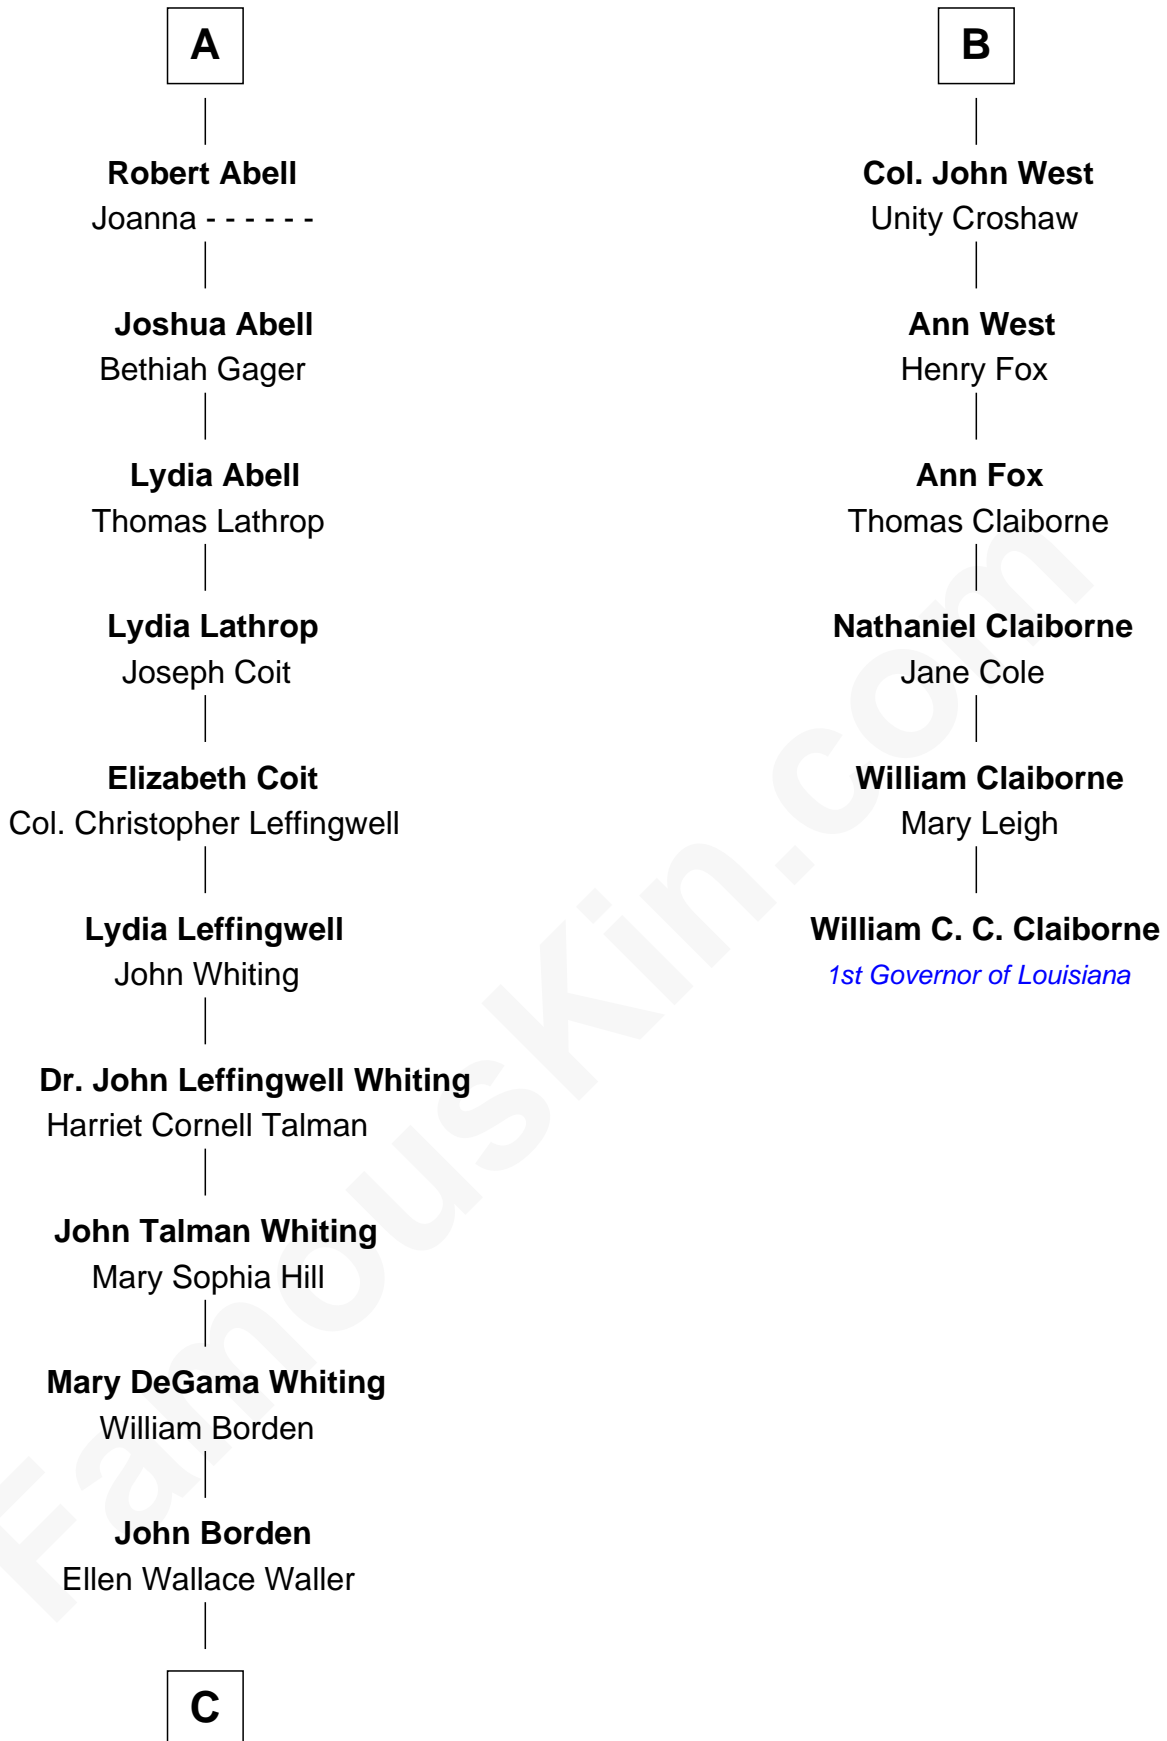 A
Robert Abell
Joanna - - - - - -
Joshua Abell
Bethiah Gager
Lydia Abell
Thomas Lathrop
Lydia Lathrop
Joseph Coit
Elizabeth Coit
Col. Christopher Leffingwell
Lydia Leffingwell
John Whiting
Dr. John Leffingwell Whiting
Harriet Cornell Talman
John Talman Whiting
Mary Sophia Hill
Mary DeGama Whiting
William Borden
John Borden
Ellen Wallace Waller
C
B
Col. John West
Unity Croshaw
Ann West
Henry Fox
Ann Fox
Thomas Claiborne
Nathaniel Claiborne
Jane Cole
William Claiborne
Mary Leigh
William C. C. Claiborne
1st Governor of Louisiana
FamousKin.com